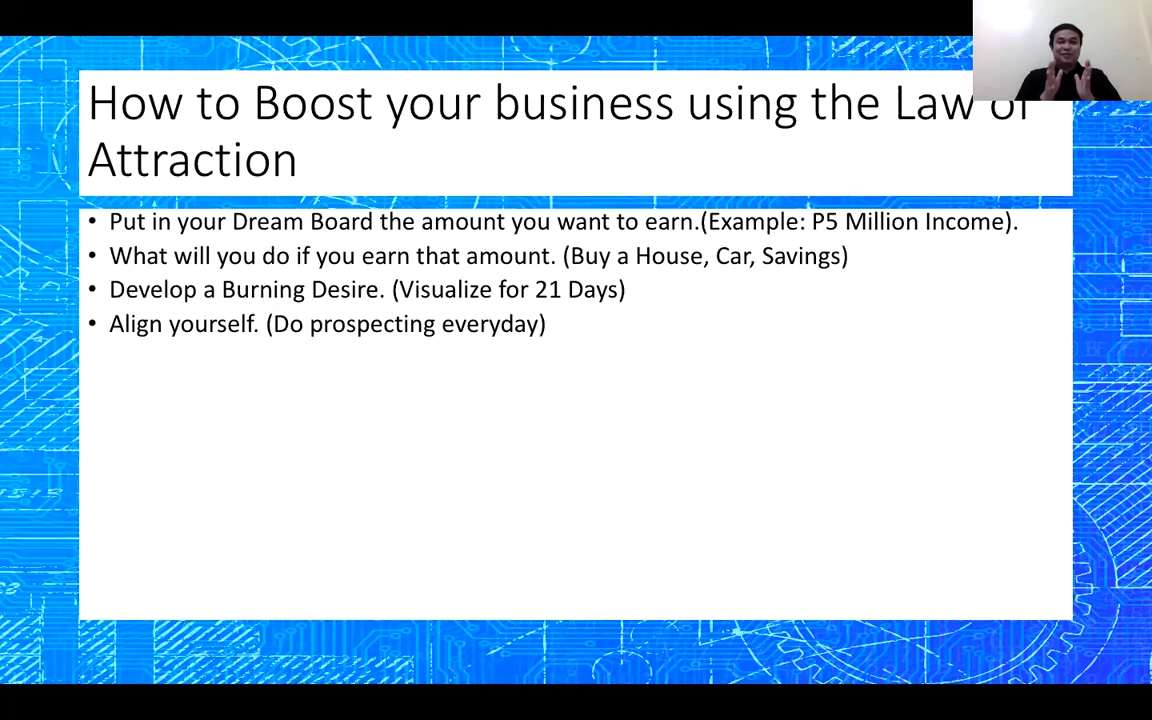 How to Boost your business using the Law of
Attraction
• Put in your Dream Board the amount you want to earn.(Example: P5 Million Income).
• What will you do if you earn that amount. (Buy a House, Car, Savings)
• Develop a Burning Desire. (Visualize for 21 Days)
• Align yourself. (Do prospecting everyday)